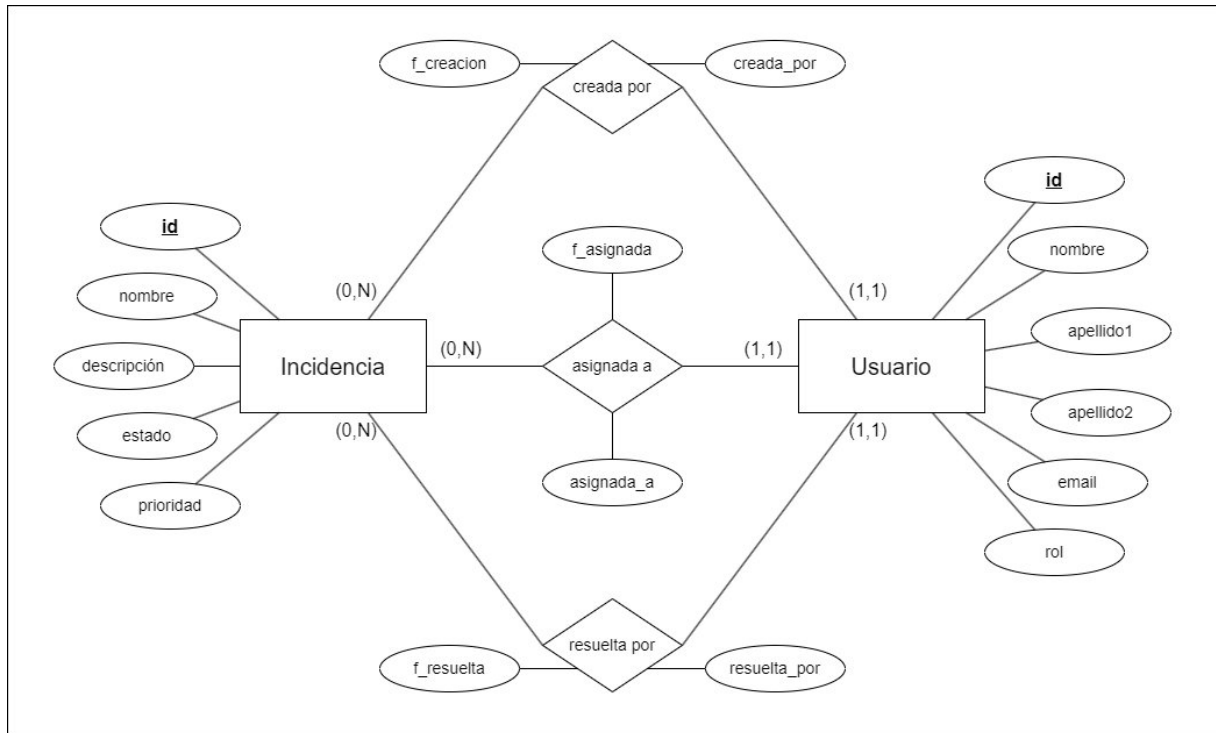 f_creacion
creada por
creada_por
id
id
nombre
f_asignada
nombre
(0,N)
(1,1)
apellido1
descripción
Incidencia
(0,N)
asignada a
(1,1)
Usuario
apellido2
estado
(0,N)
(1,1)
asignada_a
email
prioridad
rol
resuelta por
f_resuelta
resuelta_por